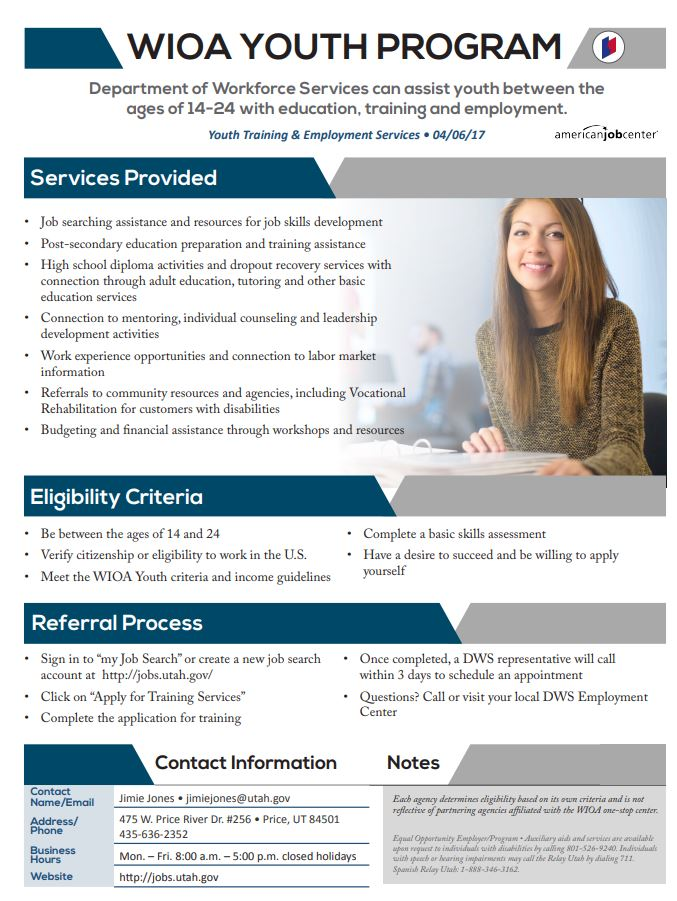 WIOA YOUTH PROGRAM
Department of Workforce Services can assist youth between the
ages of 14-24 with education, training and employment.
Youth Training & Employment Services • 04/06/17
americanjobcenter
Services Provided
• Job searching assistance and resources for job skills development
• Post-secondary education preparation and training assistance
• High school diploma activities and dropout recovery services with
connection through adult education, tutoring and other basic
education services
• Connection to mentoring, individual counseling and leadership
development activities
• Work experience opportunities and connection to labor market
information
• Referrals to community resources and agencies, including Vocational
Rehabilitation for customers with disabilities
• Budgeting and financial assistance through workshops and resources
Eligibility Criteria
• Be between the ages of 14 and 24
• Verify citizenship or eligibility to work in the U.S.
• Meet the WIOA Youth criteria and income guidelines
• Complete a basic skills assessment
• Have a desire to succeed and be willing to apply
yourself
Referral Process
• Sign in to “my Job Search” or create a new job search
account at http://jobs.utah.gov/
• Click on “Apply for Training Services”
• Complete the application for training
• Once completed, a DWS representative will call
within 3 days to schedule an appointment
• Questions? Call or visit your local DWS Employment
Center
Contact Information
Contact
Name/Email
Jimie Jones • jimiejones@utah.gov
Address/
Phone
475 W. Price River Dr. #256 • Price, UT 84501
435-636-2352
Business
Hours
Mon. – Fri. 8:00 a.m. – 5:00 p.m. closed holidays
Website
http://jobs.utah.gov
Notes
Each agency determines eligibility based on its own criteria and is not
reflective of partnering agencies affiliated with the WIOA one-stop center.
Equal Opportunity Employer/Program • Auxiliary aids and services are available
upon request to individuals with disabilities by calling 801-526-9240. Individuals
with speech or hearing impairments may call the Relay Utah by dialing 711.
Spanish Relay Utah: 1-888-346-3162.